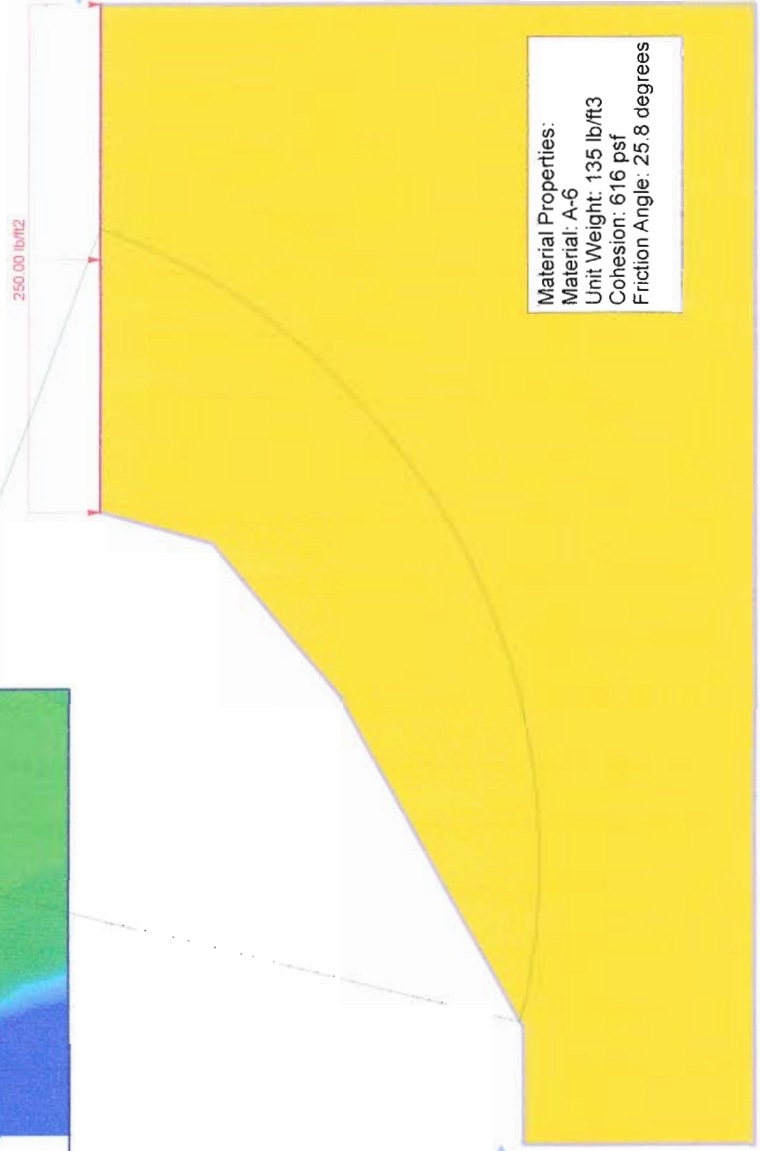 250.00 lb/ft2
Material Properties:
Material: A-6
Unit Weight: 135 lb/ft3
Cohesion: 616 psf
Friction Angle: 25.8 degrees